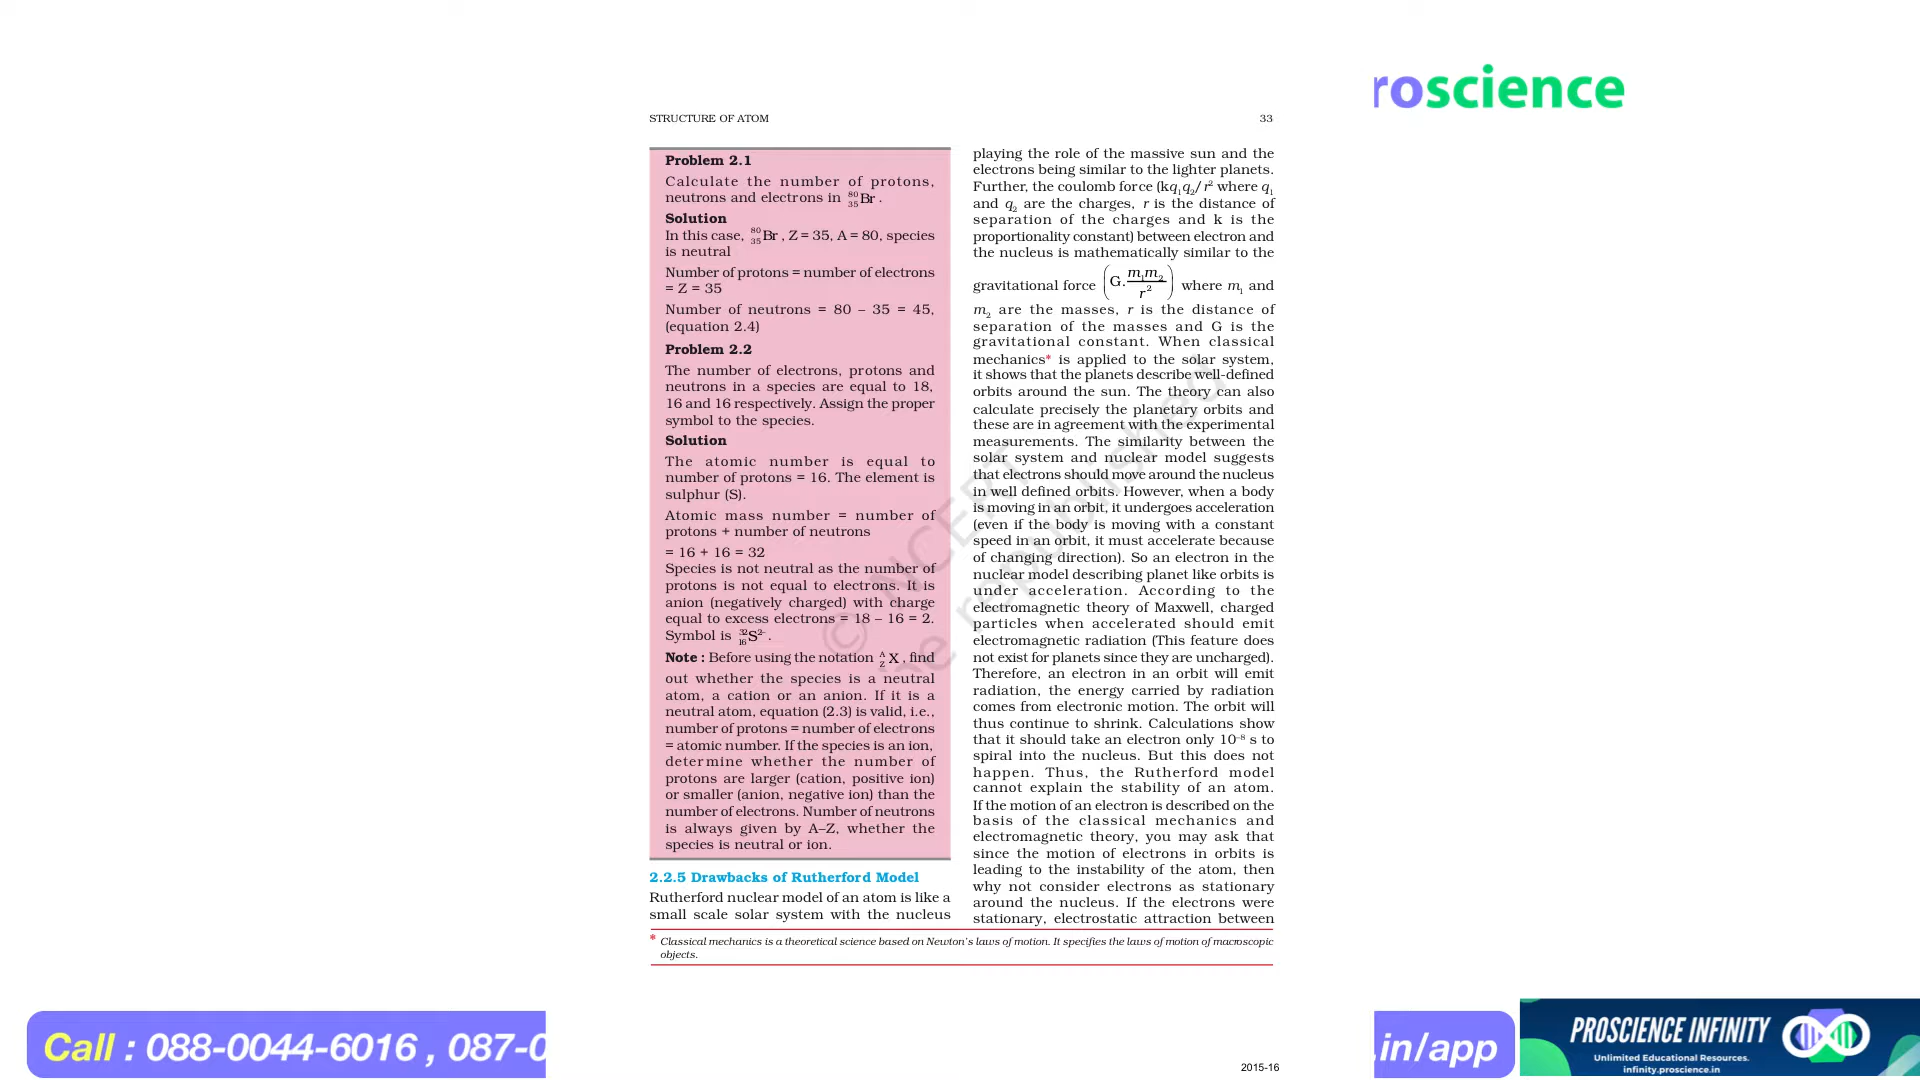 roscience
STRUCTURE OF ATOM
33
Problem 2.1
Calculate the number of protons,
neutrons and electrons in ⁸⁰₃₅Br .
Solution
In this case, ⁸⁰₃₅Br , Z = 35, A = 80, species
is neutral
Number of protons = number of electrons
= Z = 35
Number of neutrons = 80 – 35 = 45,
(equation 2.4)
Problem 2.2
The number of electrons, protons and
neutrons in a species are equal to 18,
16 and 16 respectively. Assign the proper
symbol to the species.
Solution
The atomic number is equal to
number of protons = 16. The element is
sulphur (S).
Atomic mass number = number of
protons + number of neutrons
= 16 + 16 = 32
Species is not neutral as the number of
protons is not equal to electrons. It is
anion (negatively charged) with charge
equal to excess electrons = 18 – 16 = 2.
Symbol is ³²₁₆S²⁻ .
Note : Before using the notation ᴬ_Z X , find
out whether the species is a neutral
atom, a cation or an anion. If it is a
neutral atom, equation (2.3) is valid, i.e.,
number of protons = number of electrons
= atomic number. If the species is an ion,
determine whether the number of
protons are larger (cation, positive ion)
or smaller (anion, negative ion) than the
number of electrons. Number of neutrons
is always given by A–Z, whether the
species is neutral or ion.
2.2.5 Drawbacks of Rutherford Model
Rutherford nuclear model of an atom is like a
small scale solar system with the nucleus
playing the role of the massive sun and the
electrons being similar to the lighter planets.
Further, the coulomb force (kq₁q₂/r² where q₁
and q₂ are the charges, r is the distance of
separation of the charges and k is the
proportionality constant) between electron and
the nucleus is mathematically similar to the
gravitational force (G.m₁m₂/r²) where m₁ and
m₂ are the masses, r is the distance of
separation of the masses and G is the
gravitational constant. When classical
mechanics* is applied to the solar system,
it shows that the planets describe well-defined
orbits around the sun. The theory can also
calculate precisely the planetary orbits and
these are in agreement with the experimental
measurements. The similarity between the
solar system and nuclear model suggests
that electrons should move around the nucleus
in well defined orbits. However, when a body
is moving in an orbit, it undergoes acceleration
(even if the body is moving with a constant
speed in an orbit, it must accelerate because
of changing direction). So an electron in the
nuclear model describing planet like orbits is
under acceleration. According to the
electromagnetic theory of Maxwell, charged
particles when accelerated should emit
electromagnetic radiation (This feature does
not exist for planets since they are uncharged).
Therefore, an electron in an orbit will emit
radiation, the energy carried by radiation
comes from electronic motion. The orbit will
thus continue to shrink. Calculations show
that it should take an electron only 10⁻⁸ s to
spiral into the nucleus. But this does not
happen. Thus, the Rutherford model
cannot explain the stability of an atom.
If the motion of an electron is described on the
basis of the classical mechanics and
electromagnetic theory, you may ask that
since the motion of electrons in orbits is
leading to the instability of the atom, then
why not consider electrons as stationary
around the nucleus. If the electrons were
stationary, electrostatic attraction between
© NCERT
be republished
* Classical mechanics is a theoretical science based on Newton's laws of motion. It specifies the laws of motion of macroscopic
objects.
Call : 088-0044-6016 , 087-0
.in/app
PROSCIENCE INFINITY
Unlimited Educational Resources.
infinity.proscience.in
2015-16